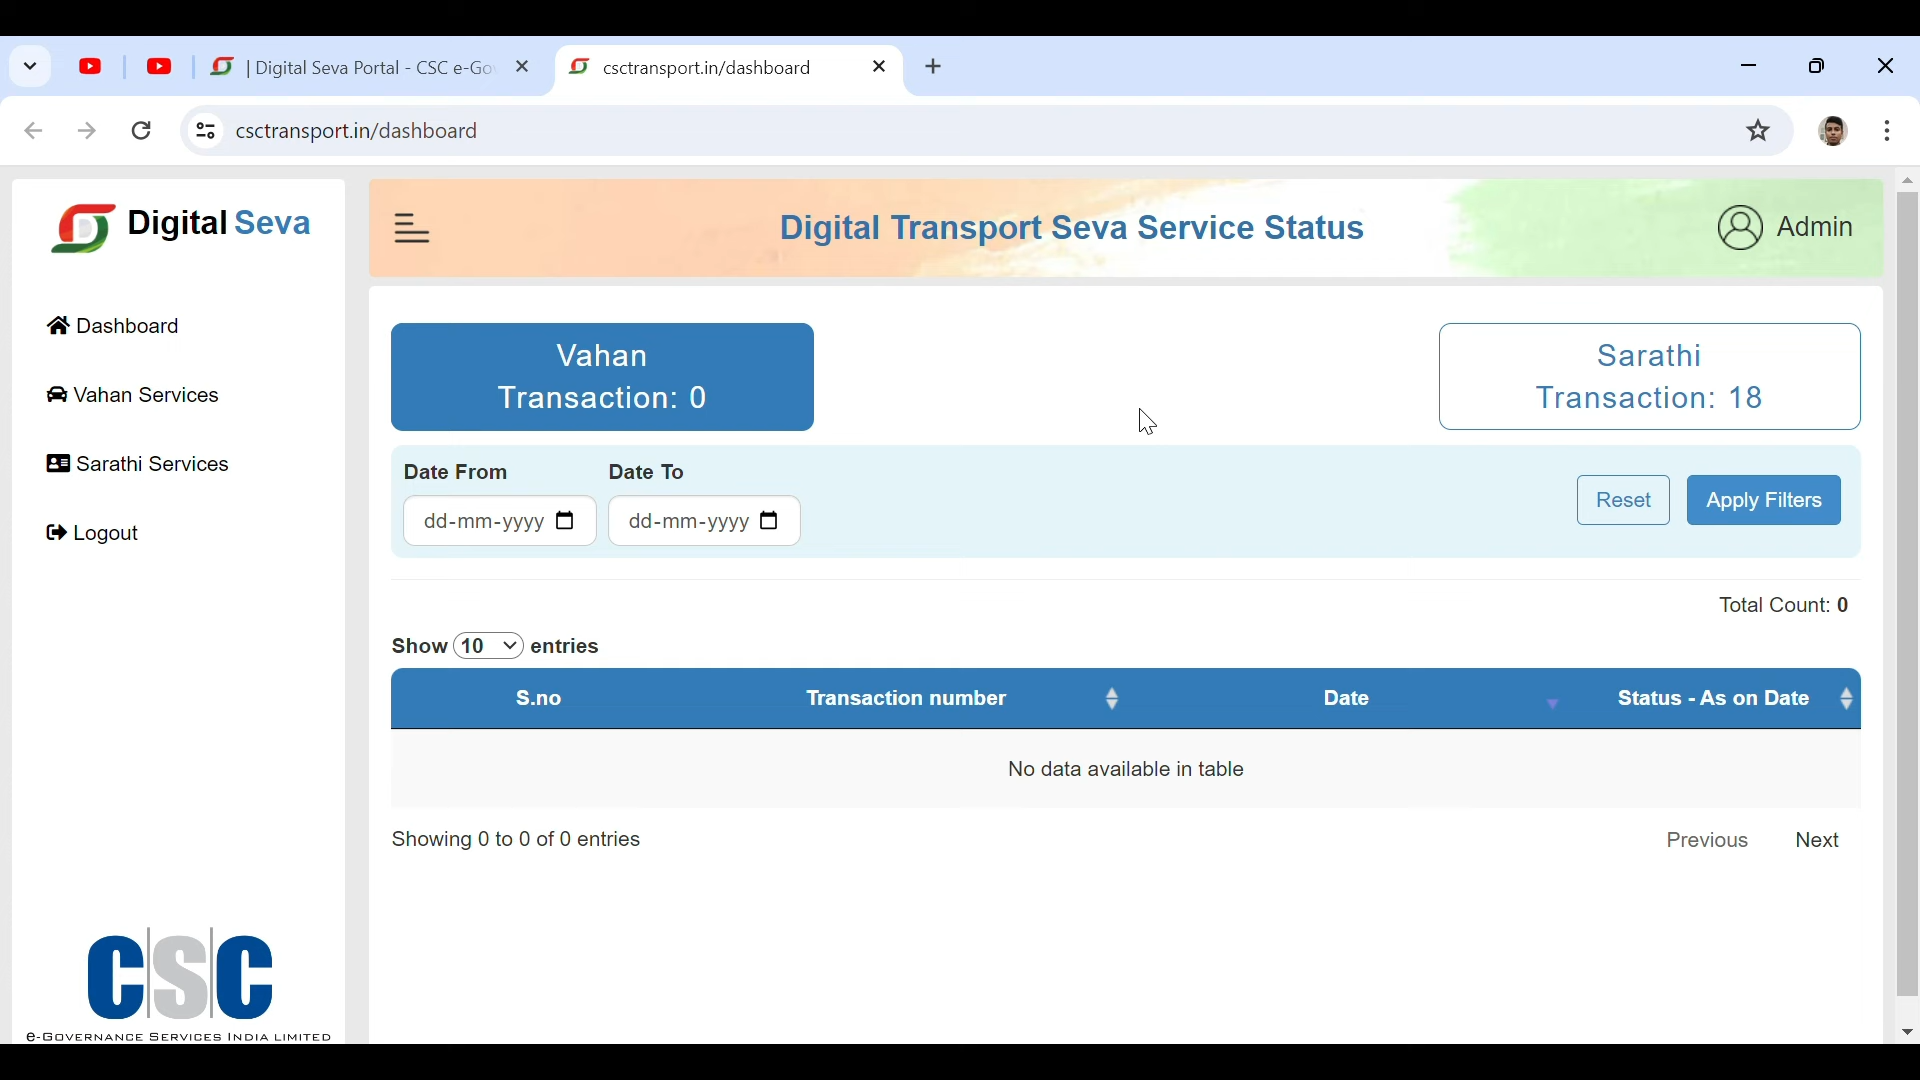 | Digital Seva Portal - CSC e-Go
csctransport.in/dashboard
csctransport.in/dashboard
Digital Seva
Digital Transport Seva Service Status
Admin
Dashboard
Vahan Services
Sarathi Services
Logout
Vahan
Transaction: 0
Sarathi
Transaction: 18
Date From
Date To
dd-mm-yyyy
dd-mm-yyyy
Reset
Apply Filters
Total Count: 0
Show 10 entries
S.no
Transaction number
Date
Status - As on Date
No data available in table
Showing 0 to 0 of 0 entries
Previous
Next
CSC
e-GOVERNANCE SERVICES INDIA LIMITED